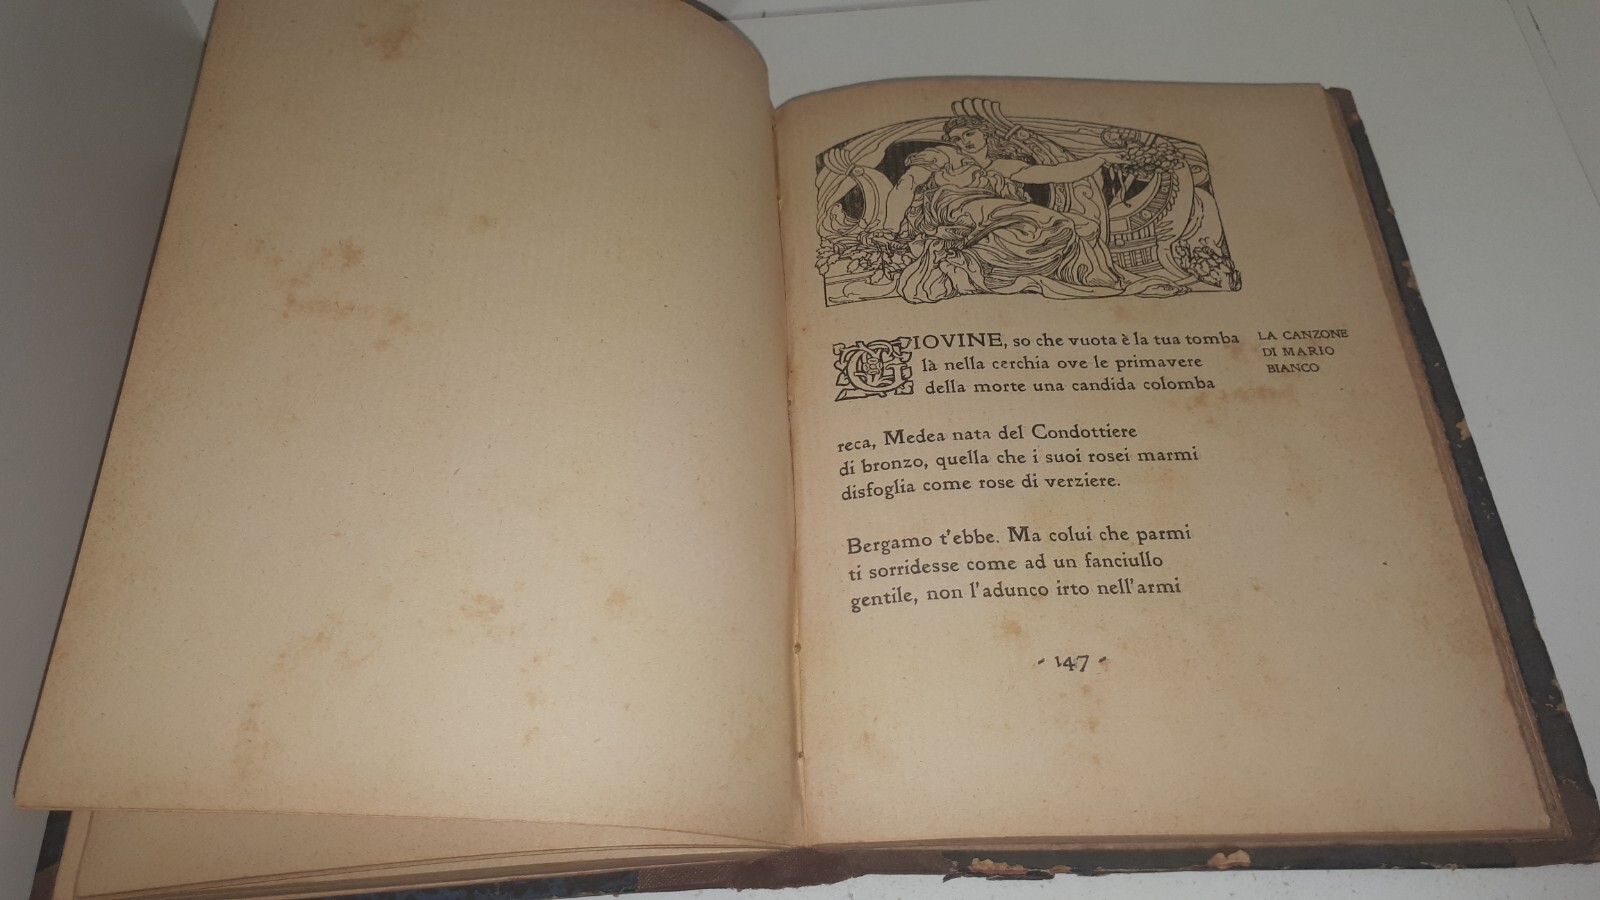 GIOVINE, so che vuota è la tua tomba
là nella cerchia ove le primavere
della morte una candida colomba
LA CANZONE
DI MARIO
BIANCO
reca, Medea nata del Condottiere
di bronzo, quella che i suoi rosei marmi
disfoglia come rose di verziere.
Bergamo t'ebbe. Ma colui che parmi
ti sorridesse come ad un fanciullo
gentile, non l'adunco irto nell'armi
- 147 -